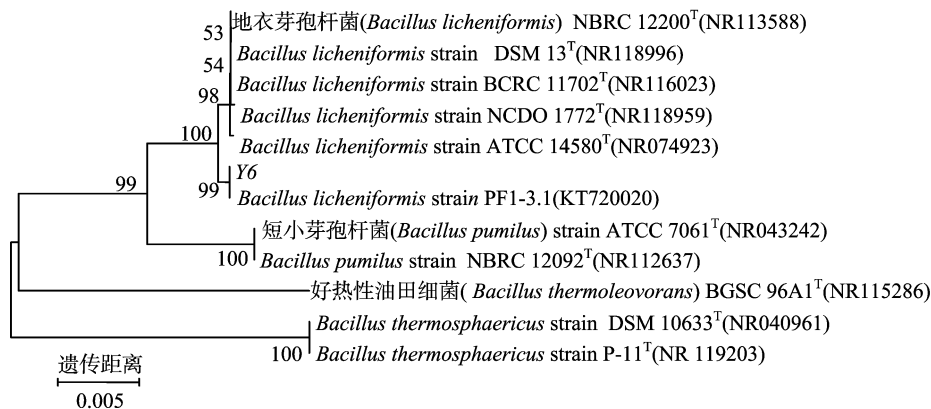 53
地衣芽孢杆菌(Bacillus licheniformis) NBRC 12200T(NR113588)
Bacillus licheniformis strain DSM 13T(NR118996)
54
Bacillus licheniformis strain BCRC 11702T(NR116023)
98
Bacillus licheniformis strain NCDO 1772T(NR118959)
100
Bacillus licheniformis strain ATCC 14580T(NR074923)
Y6
99
99
Bacillus licheniformis strain PF1-3.1(KT720020)
短小芽孢杆菌(Bacillus pumilus) strain ATCC 7061T(NR043242)
100
Bacillus pumilus strain NBRC 12092T(NR112637)
好热性油田细菌( Bacillus thermoleovorans) BGSC 96A1T(NR115286)
Bacillus thermosphaericus strain DSM 10633T(NR040961)
100
Bacillus thermosphaericus strain P-11T(NR 119203)
遗传距离
0.005